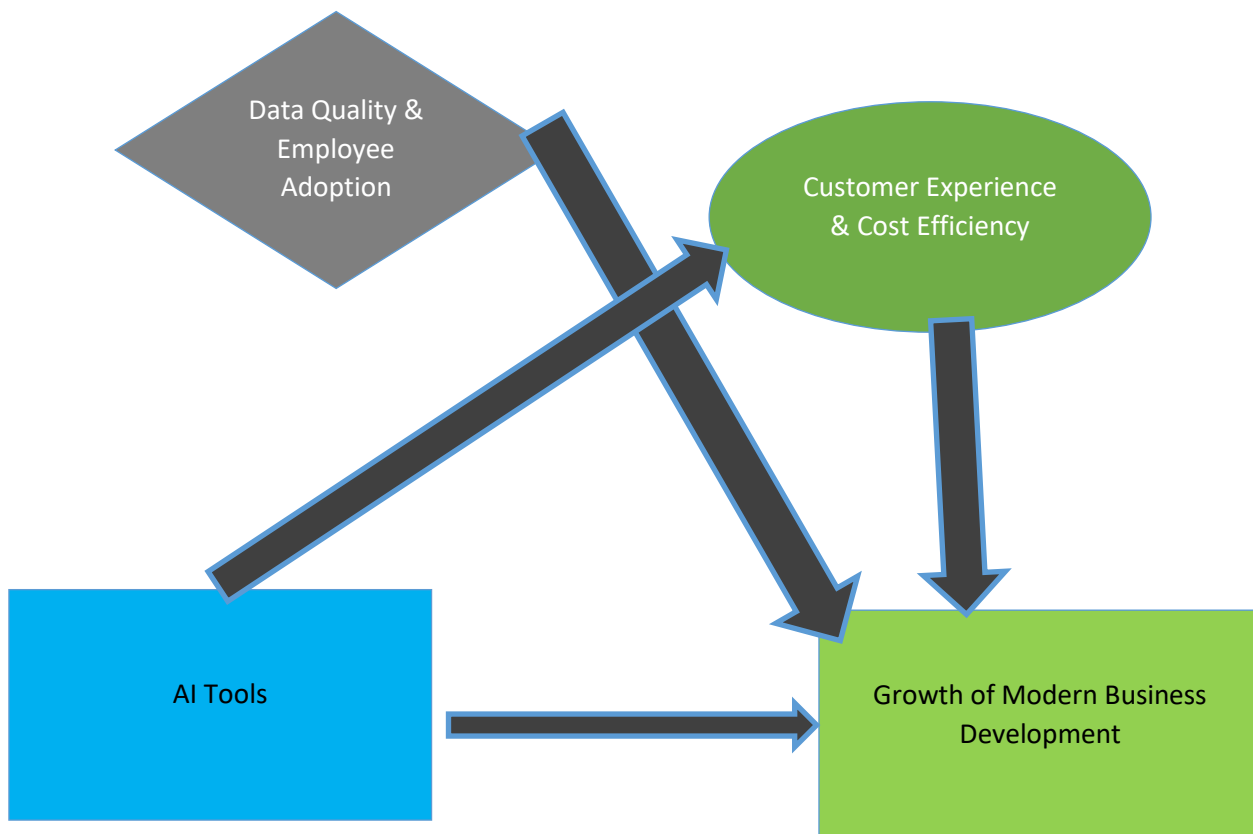 Data Quality &
Employee
Adoption
Customer Experience
& Cost Efficiency
AI Tools
Growth of Modern Business
Development